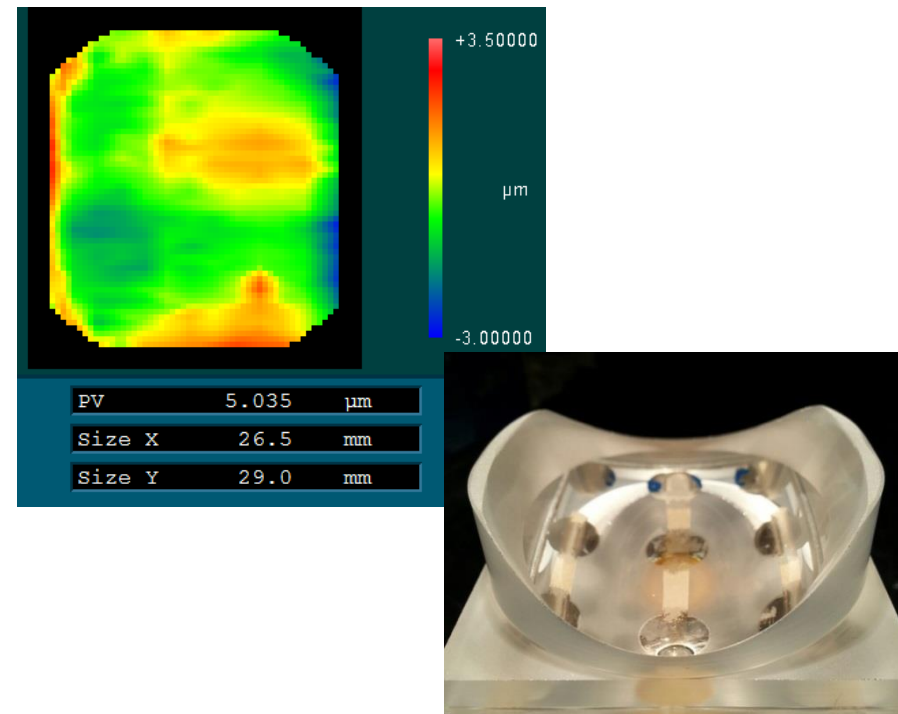 +3.50000
µm
-3.00000
PV 5.035 µm
Size X 26.5 mm
Size Y 29.0 mm